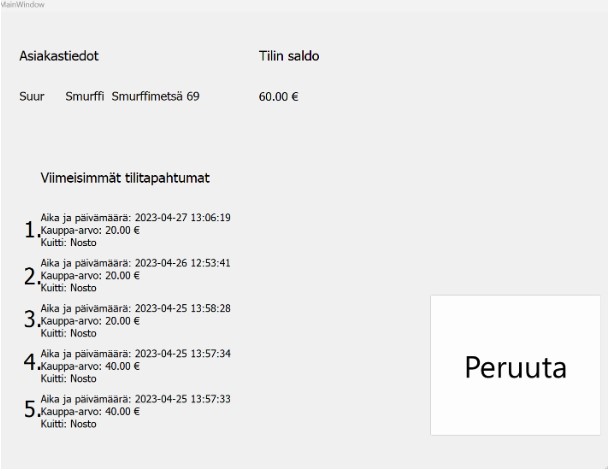 MainWindow
Asiakastiedot Tilin saldo
Suur Smurffi Smurffimetsä 69 60.00 €
Viimeisimmät tilitapahtumat
1. Aika ja päivämäärä: 2023-04-27 13:06:19
Kauppa-arvo: 20.00 €
Kuitti: Nosto
2. Aika ja päivämäärä: 2023-04-26 12:53:41
Kauppa-arvo: 20.00 €
Kuitti: Nosto
3. Aika ja päivämäärä: 2023-04-25 13:58:28
Kauppa-arvo: 20.00 €
Kuitti: Nosto
4. Aika ja päivämäärä: 2023-04-25 13:57:34
Kauppa-arvo: 40.00 €
Kuitti: Nosto
5. Aika ja päivämäärä: 2023-04-25 13:57:33
Kauppa-arvo: 40.00 €
Kuitti: Nosto
Peruuta